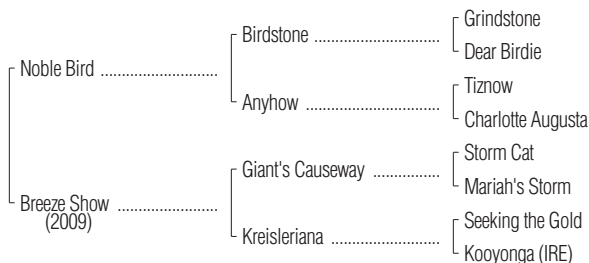 Grindstone
Birdstone ................................
Dear Birdie
Noble Bird ..............................
Tiznow
Anyhow ..................................
Charlotte Augusta
Storm Cat
Giant's Causeway .................
Mariah's Storm
Breeze Show .........................
(2009)
Seeking the Gold
Kreisleriana ...........................
Kooyonga (IRE)